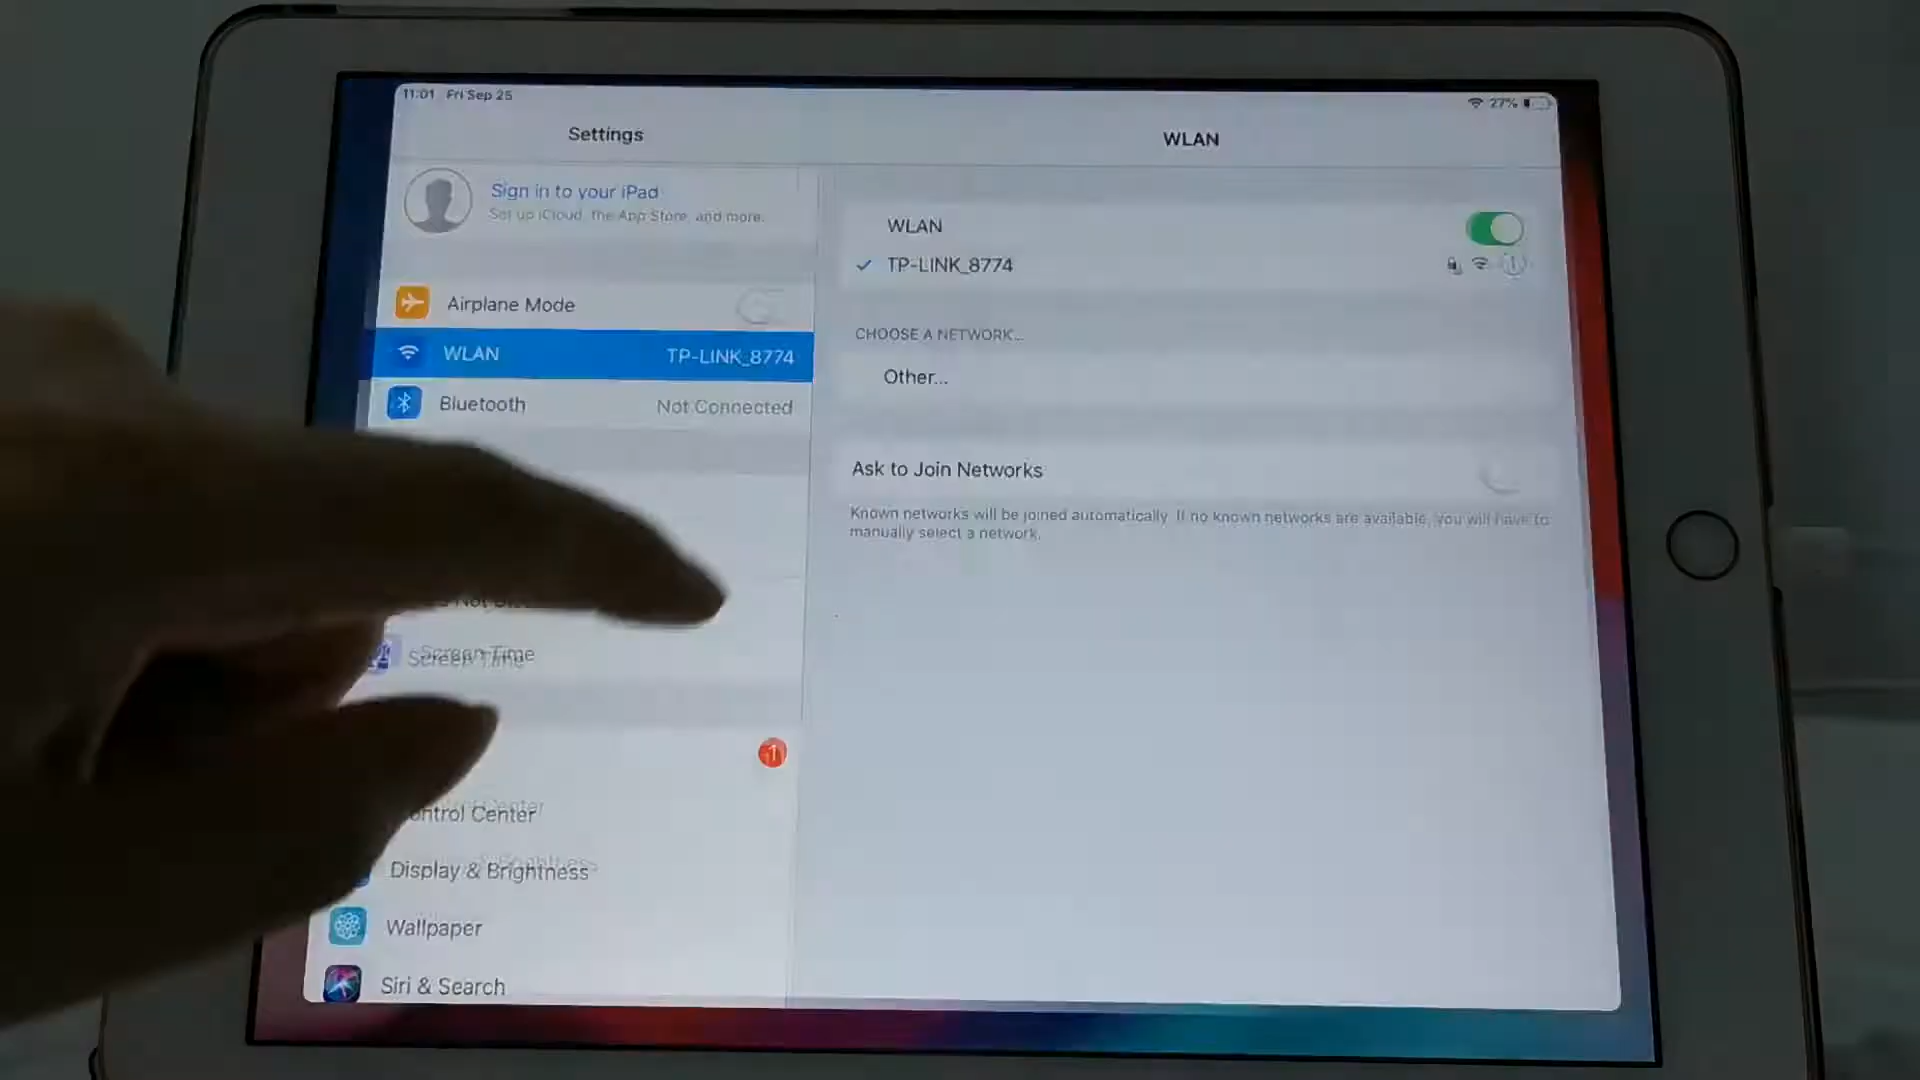 11:01 Fri Sep 25
27%
Settings
WLAN
Sign in to your iPad
Set up iCloud, the App Store, and more.
Airplane Mode
WLAN TP-LINK_8774
Bluetooth Not Connected
Screen Time
1
Control Center
Display & Brightness
Wallpaper
Siri & Search
WLAN
TP-LINK_8774
CHOOSE A NETWORK...
Other...
Ask to Join Networks
Known networks will be joined automatically. If no known networks are available, you will have to
manually select a network.